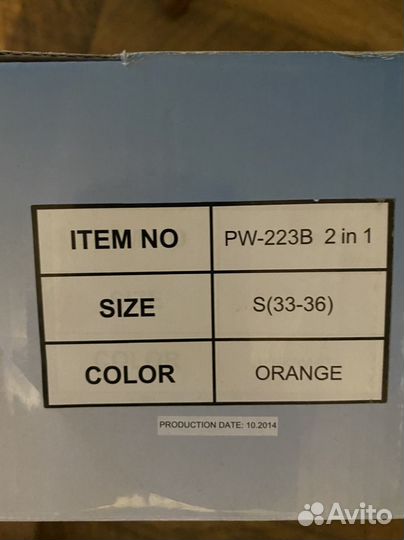 ITEM NO PW-223B 2 in 1
SIZE S(33-36)
COLOR ORANGE
PRODUCTION DATE: 10.2014
Avito